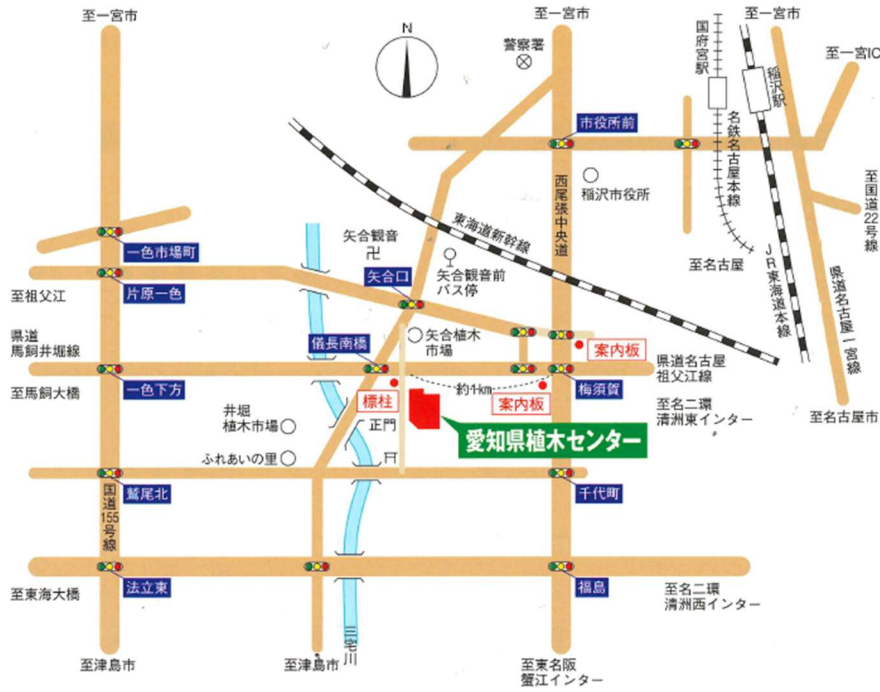 至一宮市
至一宮市
至一宮市
N
警察署
国府宮駅
稲沢駅
至一宮IC
市役所前
名鉄名古屋本線
稲沢市役所
西尾張中央道
東海道新幹線
至国道22号線
矢合観音
卍
矢合観音前
バス停
一色市場町
片原一色
矢合口
至名古屋
JR東海道本線
県道名古屋一宮線
至祖父江
県道
馬飼井堀線
儀長南橋
矢合植木
市場
案内板
県道名古屋
祖父江線
至馬飼大橋
一色下方
標柱
約1km
案内板
梅須賀
至名二環
清洲東インター
至名古屋市
井堀
植木市場
正門
愛知県植木センター
ふれあいの里
鷲尾北
千代町
国道155号線
至東海大橋
法立東
福島
至名二環
清洲西インター
三宅川
至津島市
至津島市
至東名阪
蟹江インター